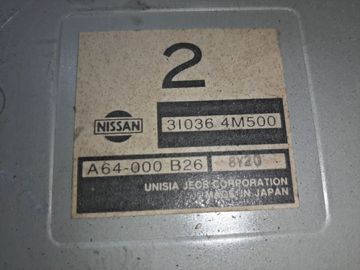 2
NISSAN
31036 4M500
A64-000 B26 8Y20
UNISIA JECS CORPORATION
MADE IN JAPAN